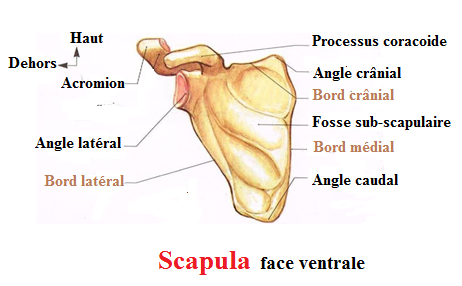 Haut
Dehors
Acromion
Angle latéral
Bord latéral
Processus coracoide
Angle crânial
Bord crânial
Fosse sub-scapulaire
Bord médial
Angle caudal
Scapula face ventrale